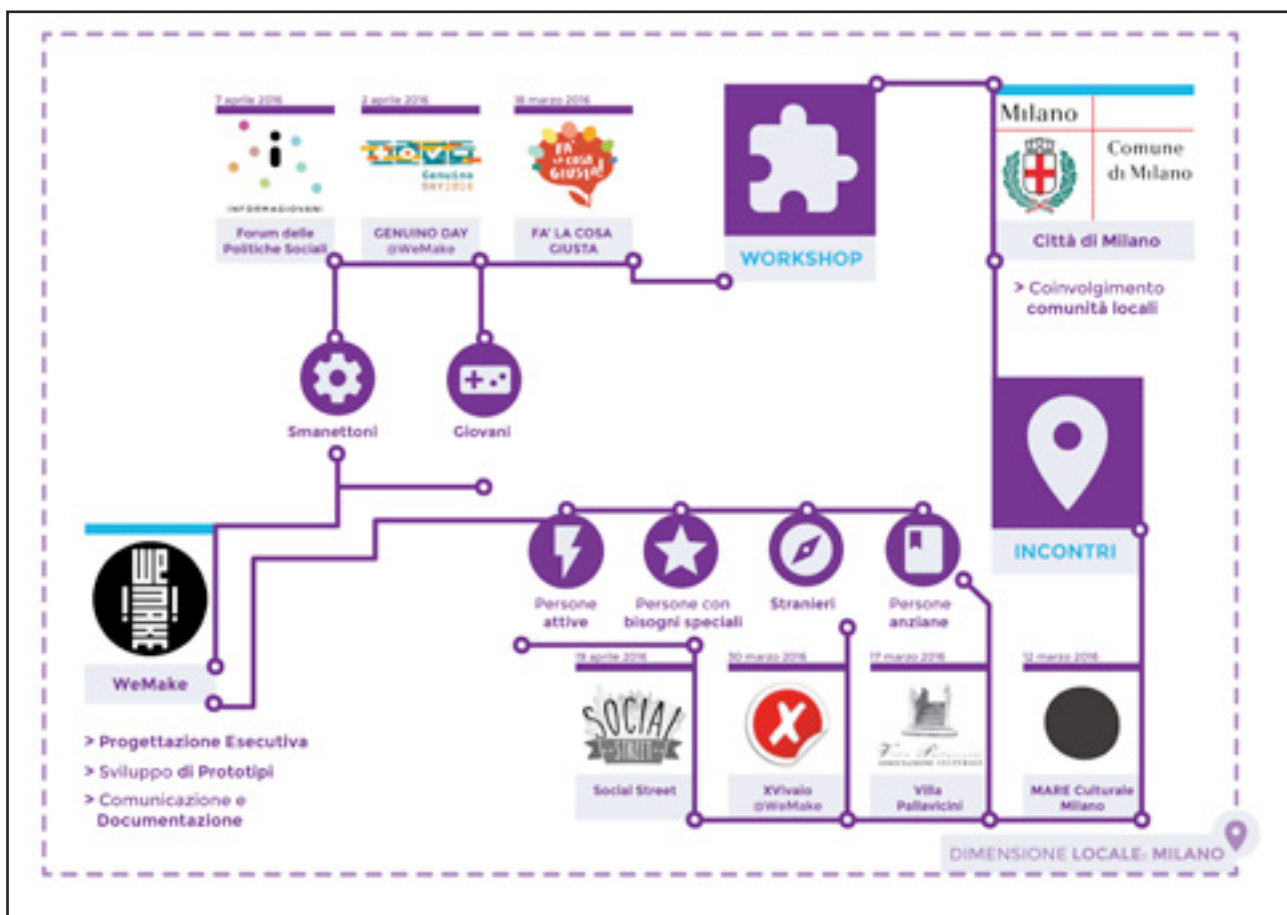 7 aprile 2016
2 aprile 2016
18 marzo 2016
INFORMAGIOVANI
Genuino
DAY2016
FA'
LA COSA
GIUSTA!
Forum delle
Politiche Sociali
GENUINO DAY
@WeMake
FA' LA COSA
GIUSTA
WORKSHOP
Milano
Comune
di Milano
Città di Milano
> Coinvolgimento
comunità locali
Smanettoni
Giovani
INCONTRI
WeMake
> Progettazione Esecutiva
> Sviluppo di Prototipi
> Comunicazione e
Documentazione
Persone
attive
Persone con
bisogni speciali
Stranieri
Persone
anziane
19 aprile 2016
30 marzo 2016
17 marzo 2016
12 marzo 2016
SOCIAL
STREET
X
Social Street
XVivaio
@WeMake
Villa
Pallavicini
MARE Culturale
Milano
DIMENSIONE LOCALE: MILANO